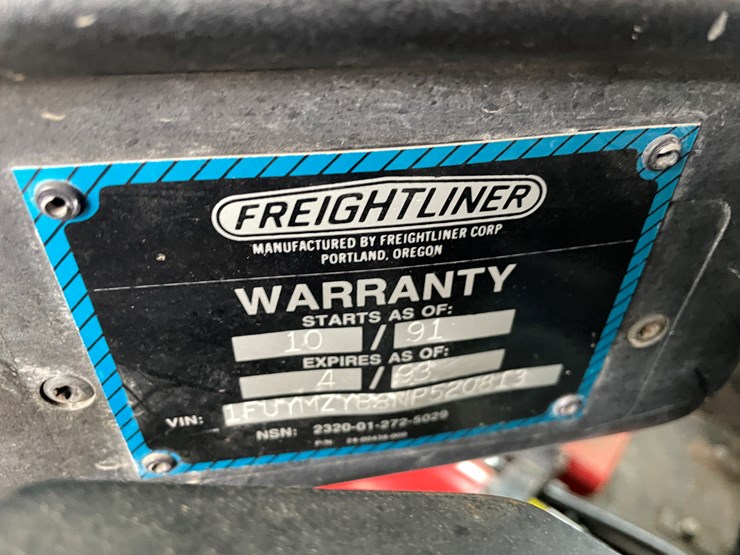 FREIGHTLINER
MANUFACTURED BY FREIGHTLINER CORP
PORTLAND, OREGON
WARRANTY
STARTS AS OF:
10 / 91
EXPIRES AS OF:
4 / 93
VIN:
NSN: 2320-01-272-5029
P/N